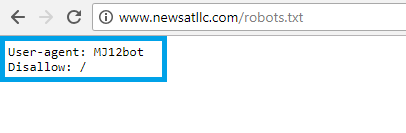 www.newsatllc.com/robots.txt
User-agent: MJ12bot
Disallow: /